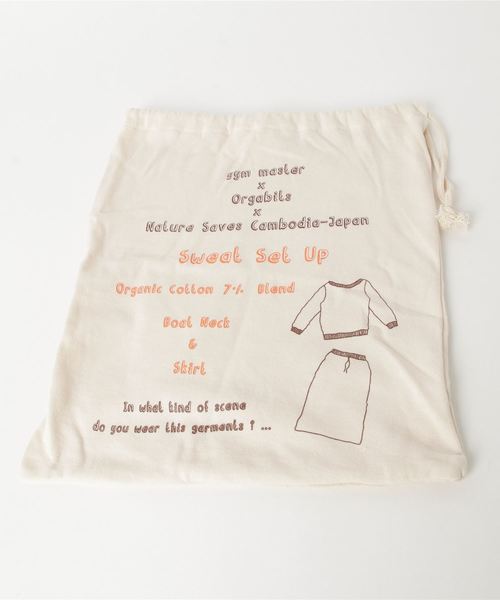 gym master
x
Orgabits
x
Nature Saves Cambodia-Japan
Sweat Set Up
Organic Cotton 7% Blend
Boat Neck
&
Skirt
In what kind of scene
do you wear this garments ? ...